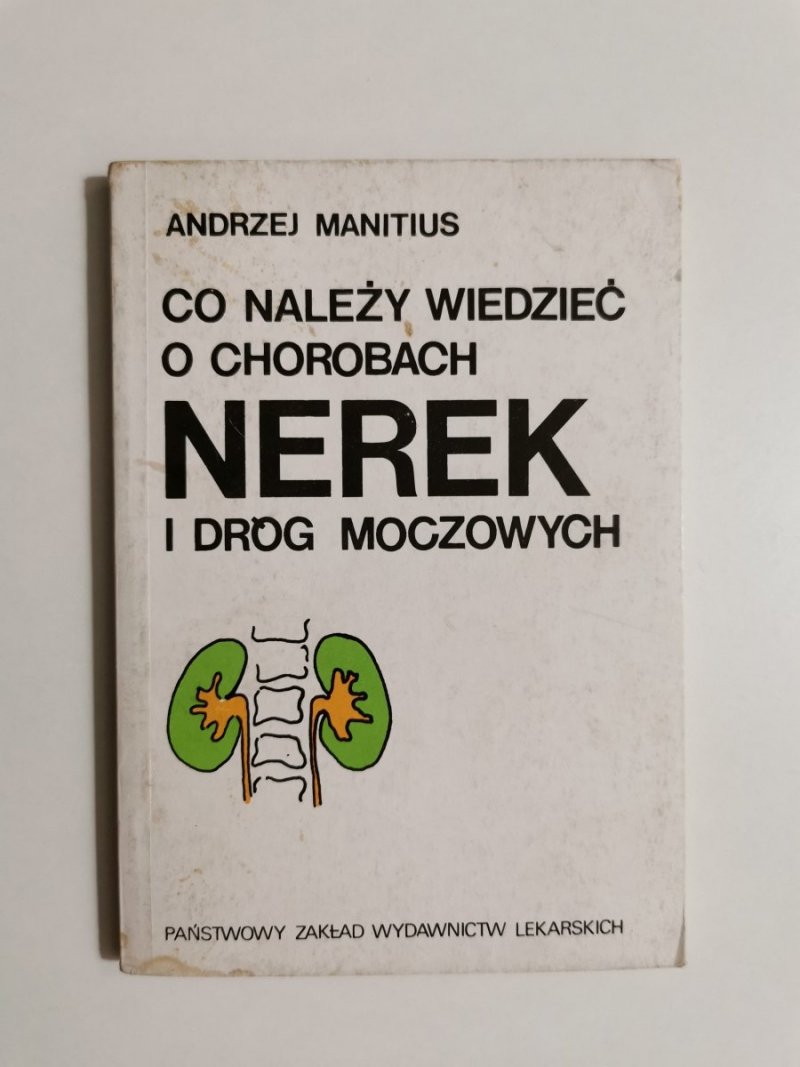 ANDRZEJ MANITIUS
CO NALEŻY WIEDZIEĆ
O CHOROBACH
NEREK
I DRÓG MOCZOWYCH
PAŃSTWOWY ZAKŁAD WYDAWNICTW LEKARSKICH